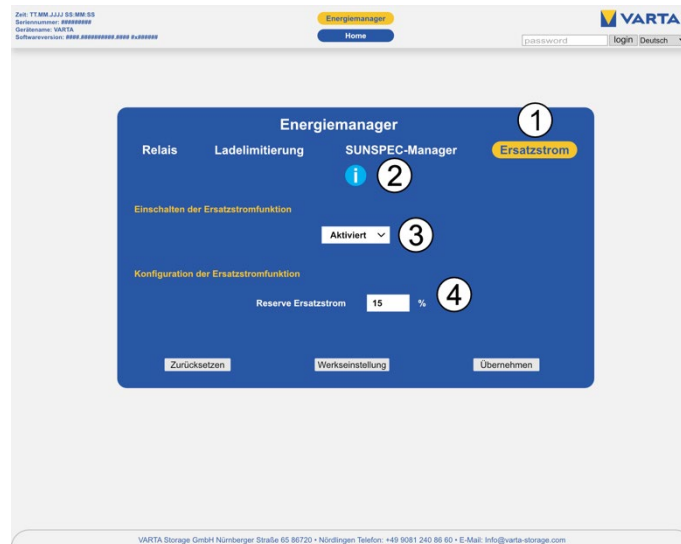 Zeit: TT.MM.JJJJ SS:MM:SS
Seriennummer: #########
Gerätename: VARTA
Softwareversion: ####.##########.#### #x######
Energiemanager
Home
VARTA
password
login
Deutsch
Energiemanager
1
Relais
Ladelimitierung
SUNSPEC-Manager
Ersatzstrom
i
2
Einschalten der Ersatzstromfunktion
Aktiviert
3
Konfiguration der Ersatzstromfunktion
Reserve Ersatzstrom 15 %
4
Zurücksetzen
Werkseinstellung
Übernehmen
VARTA Storage GmbH Nürnberger Straße 65 86720 • Nördlingen Telefon: +49 9081 240 86 60 • E-Mail: Info@varta-storage.com